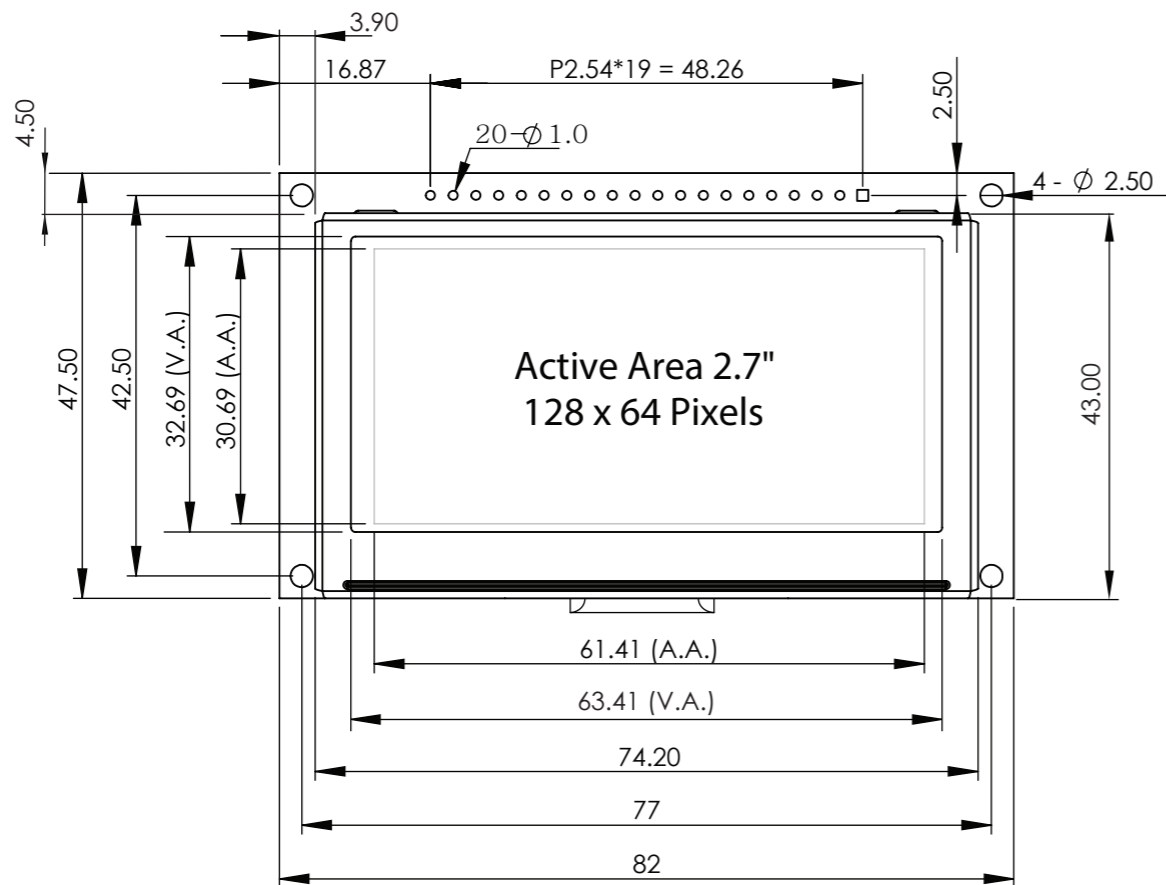 3.90
16.87
P2.54*19 = 48.26
2.50
4.50
20-∅ 1.0
4 - ∅ 2.50
47.50
42.50
32.69 (V.A.)
30.69 (A.A.)
Active Area 2.7"
128 x 64 Pixels
43.00
61.41 (A.A.)
63.41 (V.A.)
74.20
77
82